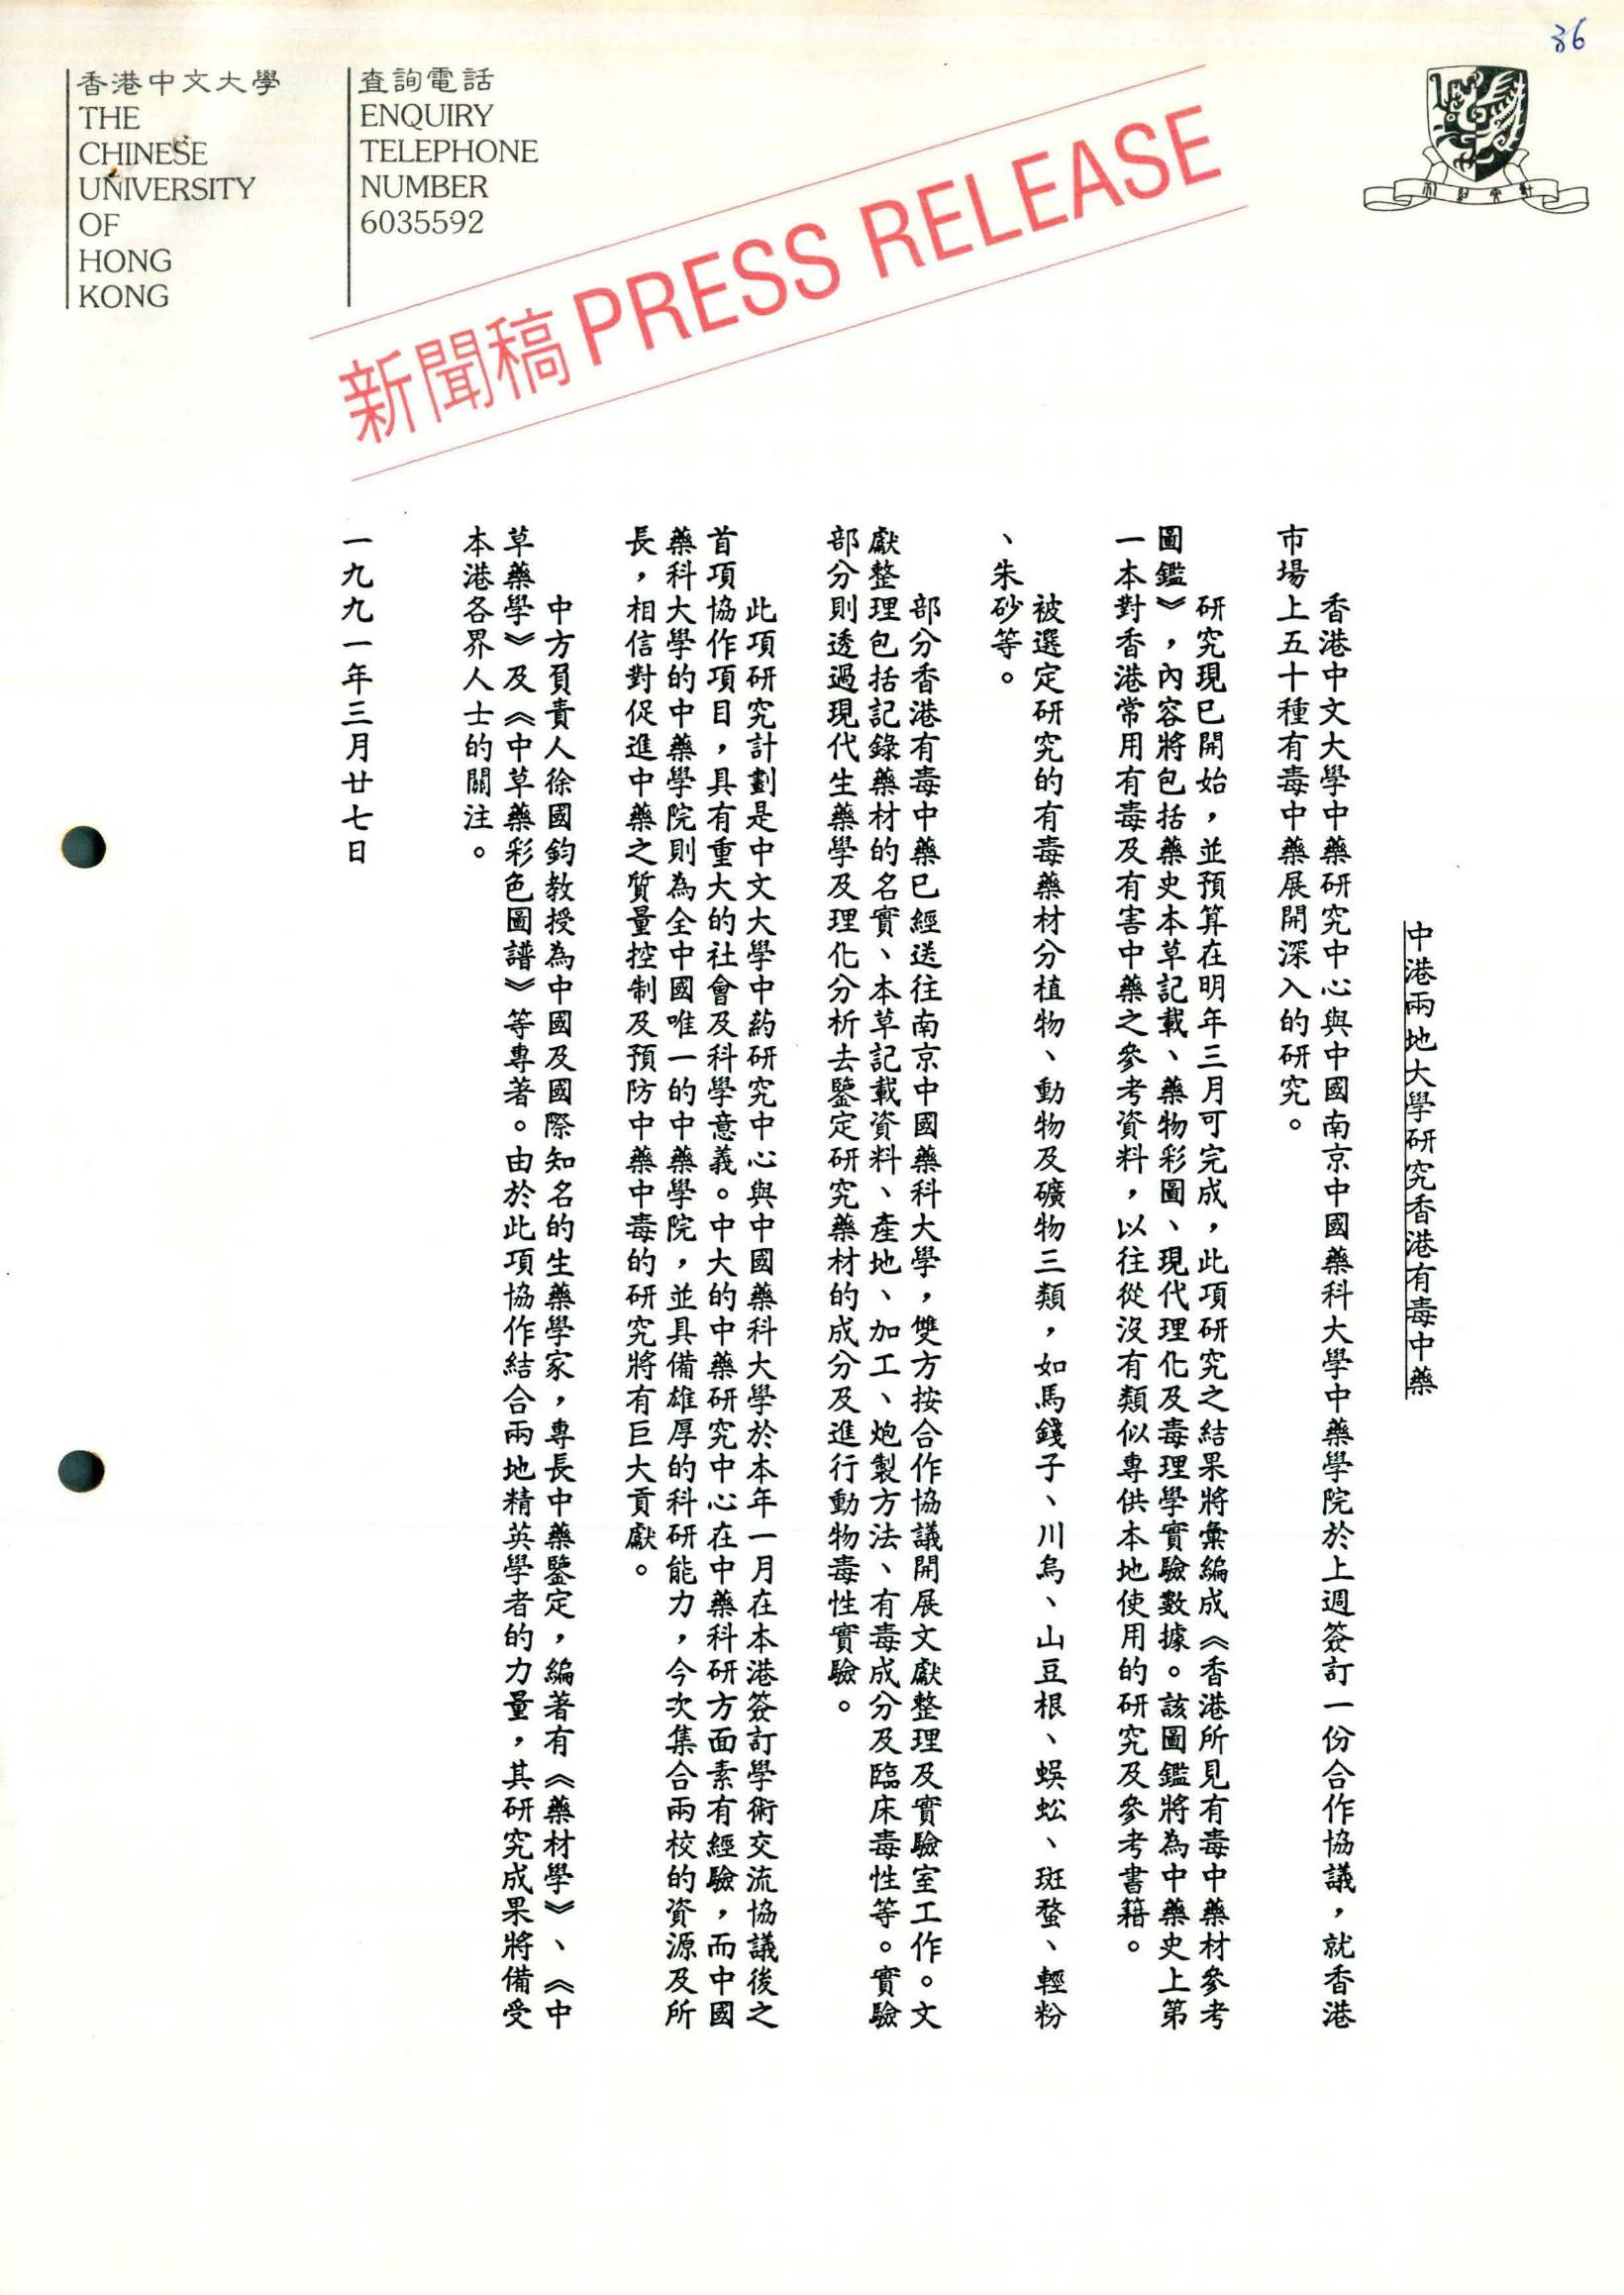 36
香港中文大學
THE
CHINESE
UNIVERSITY
OF
HONG
KONG
查詢電話
ENQUIRY
TELEPHONE
NUMBER
6035592
新聞稿 PRESS RELEASE
中港兩地大學研究香港有毒中藥
香港中文大學中藥研究中心與中國南京中國藥科大學中藥學院於上週簽訂一份合作協議，就香港
市場上五十種有毒中藥展開深入的研究。
研究現已開始，並預算在明年三月可完成，此項研究之結果將彙編成《香港所見有毒中藥材參考
圖鑑》，內容將包括藥史本草記載、藥物彩圖、現代理化及毒理學實驗數據。該圖鑑將為中藥史上第
一本對香港常用有毒及有害中藥之參考資料，以往從沒有類似專供本地使用的研究及參考書籍。
被選定研究的有毒藥材分植物、動物及礦物三類，如馬錢子、川烏、山豆根、蜈蚣、斑蝥、輕粉
、朱砂等。
部分香港有毒中藥已經送往南京中國藥科大學，雙方按合作協議開展文獻整理及實驗室工作。文
獻整理包括記錄藥材的名實、本草記載資料、產地、加工、炮製方法、有毒成分及臨床毒性等。實驗
部分則透過現代生藥學及理化分析去鑒定研究藥材的成分及進行動物毒性實驗。
此項研究計劃是中文大學中葯研究中心與中國藥科大學於本年一月在本港簽訂學術交流協議後之
首項協作項目，具有重大的社會及科學意義。中大的中藥研究中心在中藥科研方面素有經驗，而中國
藥科大學的中藥學院則為全中國唯一的中藥學院，並具備雄厚的科研能力，今次集合兩校的資源及所
長，相信對促進中藥之質量控制及預防中藥中毒的研究將有巨大貢獻。
中方負責人徐國鈞教授為中國及國際知名的生藥學家，專長中藥鑒定，編著有《藥材學》、《中
草藥學》及《中草藥彩色圖譜》等專著。由於此項協作結合兩地精英學者的力量，其研究成果將備受
本港各界人士的關注。
一九九一年三月廿七日